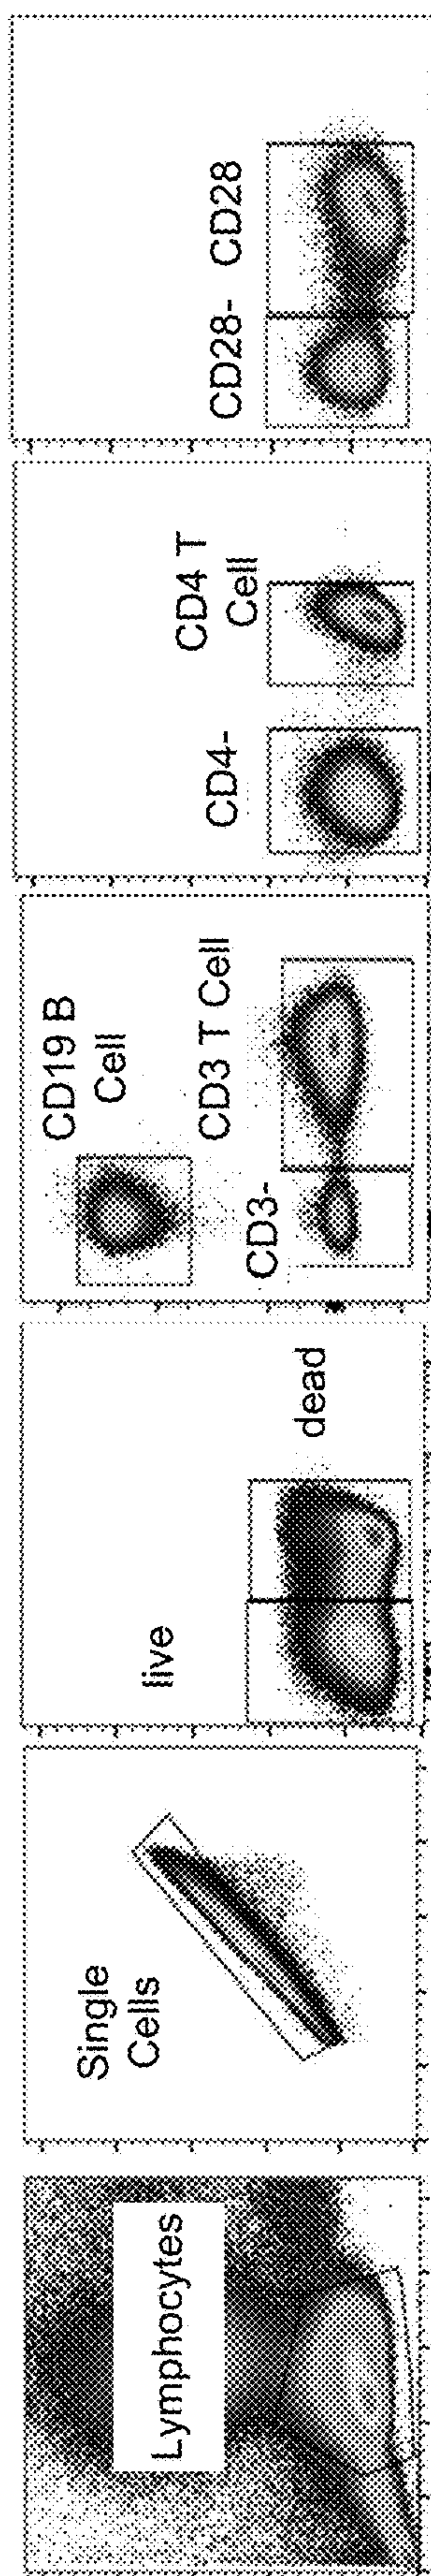 Lymphocytes
Single
Cells
live
dead
CD19 B
Cell
CD3-
CD3 T Cell
CD4-
CD4 T
Cell
CD28-
CD28